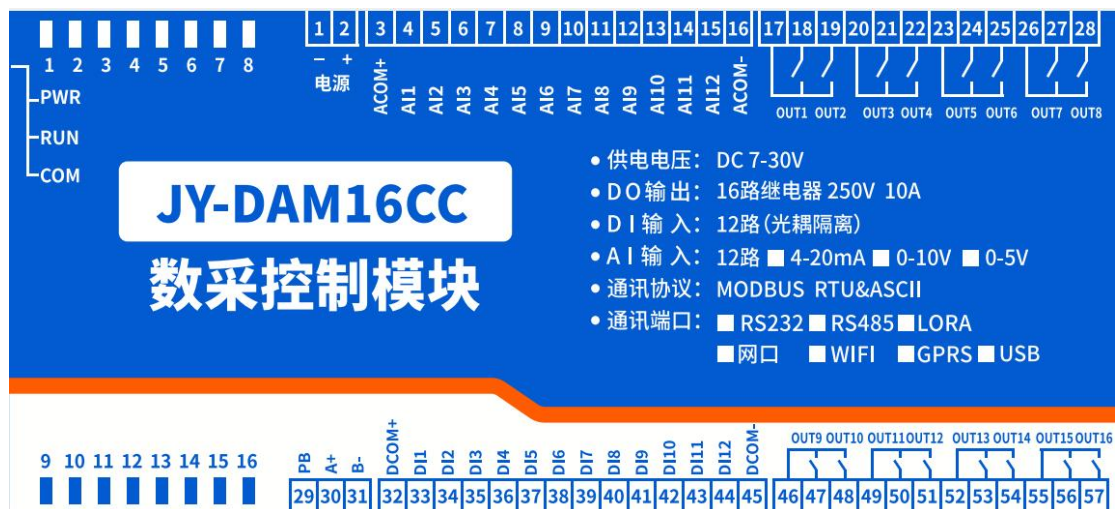 1 2 3 4 5 6 7 8
1 2 3 4 5 6 7 8 9 10 11 12 13 14 15 16 17 18 19 20 21 22 23 24 25 26 27 28
− +
电源
ACOM+ AI1 AI2 AI3 AI4 AI5 AI6 AI7 AI8 AI9 AI10 AI11 AI12 ACOM-
OUT1 OUT2 OUT3 OUT4 OUT5 OUT6 OUT7 OUT8
PWR
RUN
COM
JY-DAM16CC
数采控制模块
• 供电电压： DC 7-30V
• DO输出： 16路继电器 250V 10A
• DI 输 入： 12路(光耦隔离)
• AI 输入： 12路 ■ 4-20mA ■ 0-10V ■ 0-5V
• 通讯协议： MODBUS RTU&ASCII
• 通讯端口： ■ RS232 ■ RS485 ■ LORA
■ 网口 ■ WIFI ■ GPRS ■ USB
9 10 11 12 13 14 15 16
PB A+ B- DCOM+ DI1 DI2 DI3 DI4 DI5 DI6 DI7 DI8 DI9 DI10 DI11 DI12 DCOM-
OUT9 OUT10 OUT11 OUT12 OUT13 OUT14 OUT15 OUT16
29 30 31 32 33 34 35 36 37 38 39 40 41 42 43 44 45 46 47 48 49 50 51 52 53 54 55 56 57